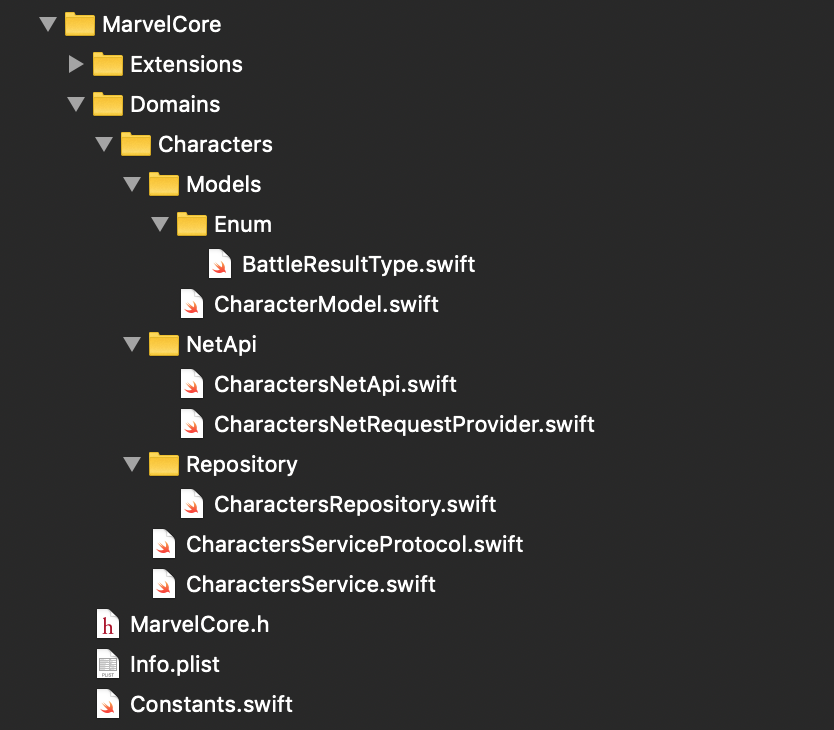 MarvelCore
Extensions
Domains
Characters
Models
Enum
BattleResultType.swift
CharacterModel.swift
NetApi
CharactersNetApi.swift
CharactersNetRequestProvider.swift
Repository
CharactersRepository.swift
CharactersServiceProtocol.swift
CharactersService.swift
h MarvelCore.h
PLIST Info.plist
Constants.swift